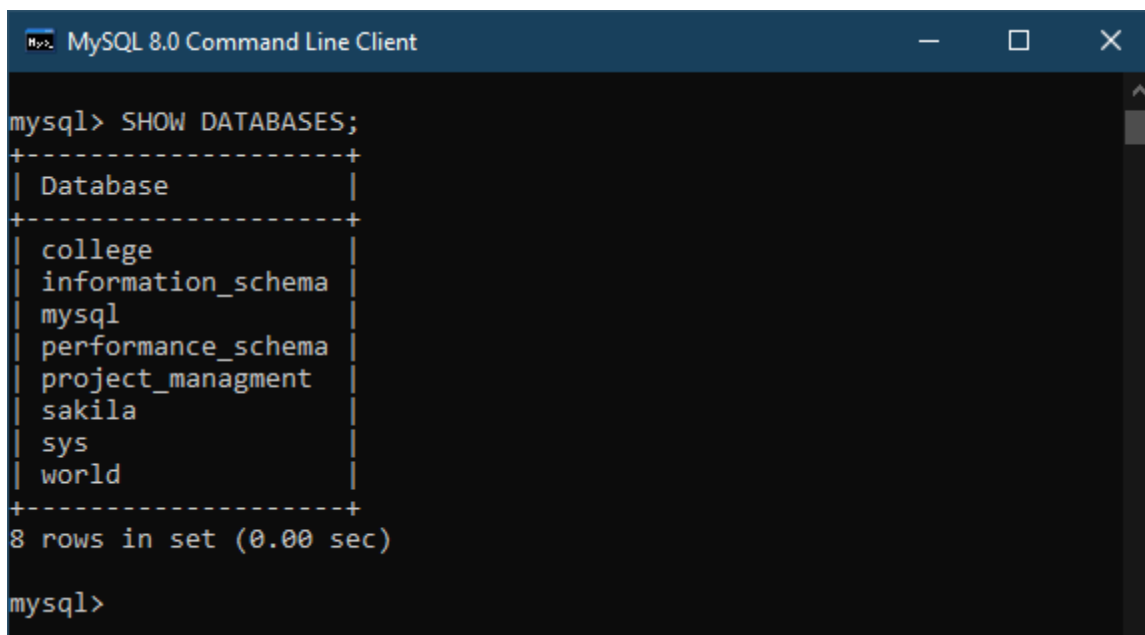 MySQL 8.0 Command Line Client
mysql> SHOW DATABASES;
+--------------------+
| Database           |
+--------------------+
| college            |
| information_schema |
| mysql              |
| performance_schema |
| project_managment  |
| sakila             |
| sys                |
| world              |
+--------------------+
8 rows in set (0.00 sec)
mysql>